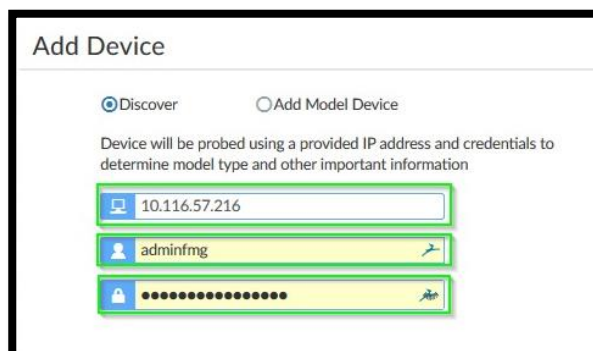 Add Device
Discover Add Model Device
Device will be probed using a provided IP address and credentials to
determine model type and other important information
10.116.57.216
adminfmg
••••••••••••••••